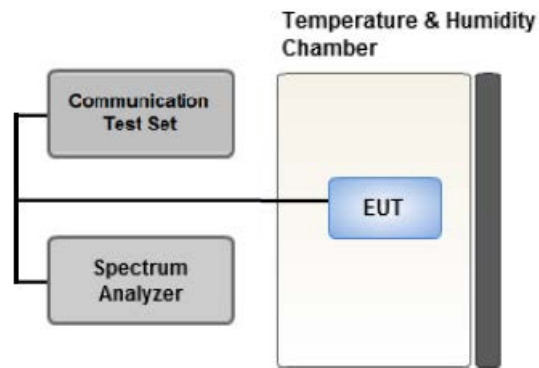 Temperature & Humidity
Chamber
Communication
Test Set
EUT
Spectrum
Analyzer